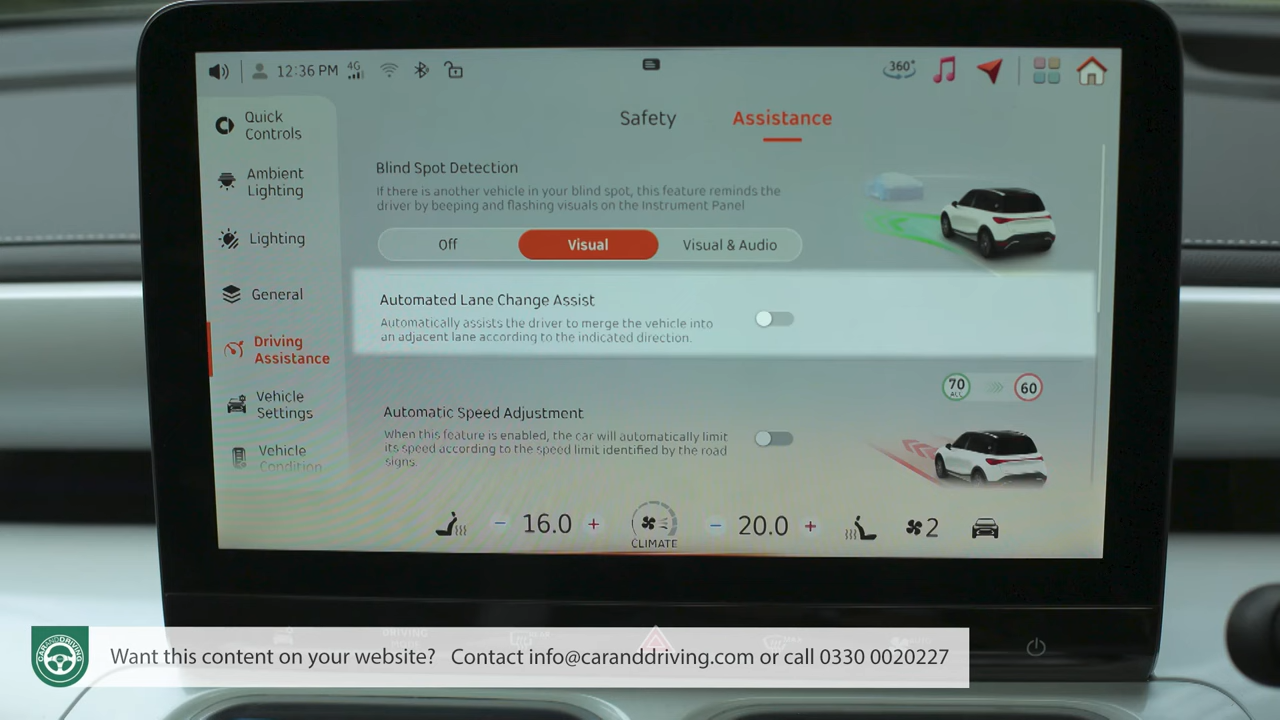 12:36 PM 4G 360°
Quick
Controls
Ambient
Lighting
Lighting
General
Driving
Assistance
Vehicle
Settings
Vehicle
Condition
Safety Assistance
Blind Spot Detection
If there is another vehicle in your blind spot, this feature reminds the
driver by beeping and flashing visuals on the Instrument Panel
Off Visual Visual & Audio
Automated Lane Change Assist
Automatically assists the driver to merge the vehicle into
an adjacent lane according to the indicated direction.
70 60
ACC
Automatic Speed Adjustment
When this feature is enabled, the car will automatically limit
its speed according to the speed limit identified by the road
signs.
− 16.0 + − 20.0 + 2
CLIMATE
DRIVING
CARANDDRIVING
Want this content on your website? Contact info@caranddriving.com or call 0330 0020227